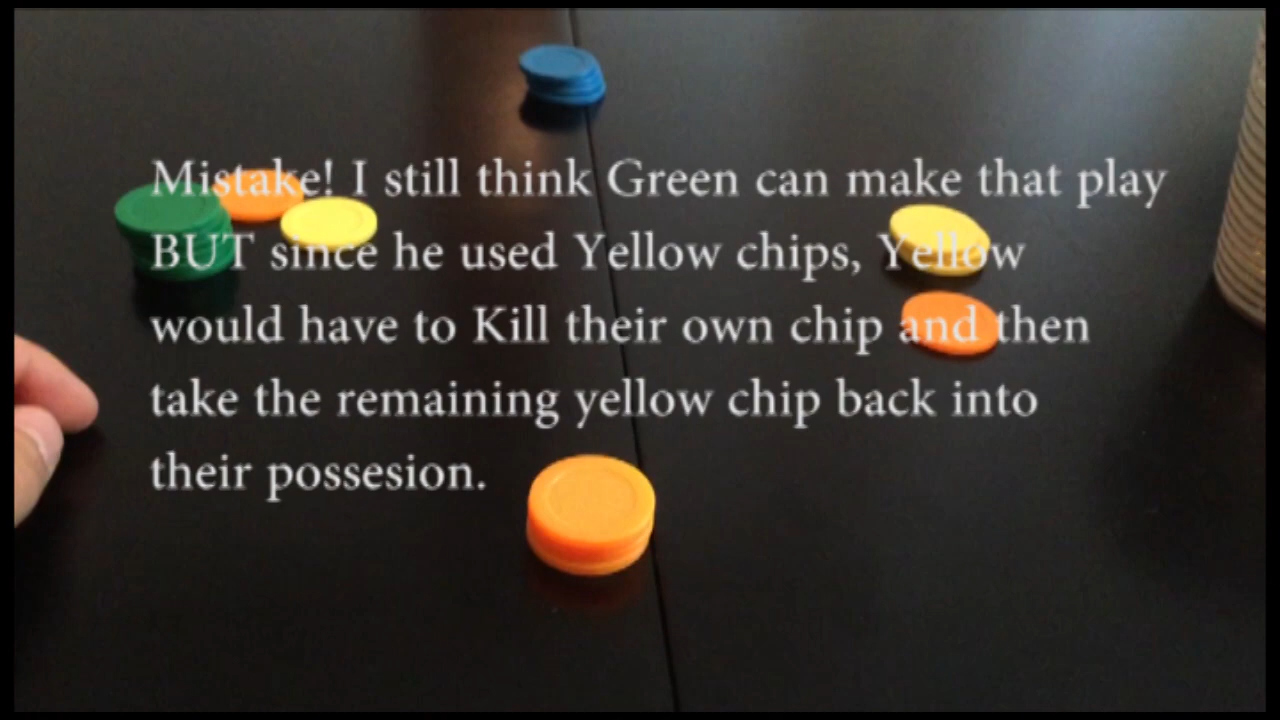 Mistake! I still think Green can make that play
BUT since he used Yellow chips, Yellow
would have to Kill their own chip and then
take the remaining yellow chip back into
their possesion.